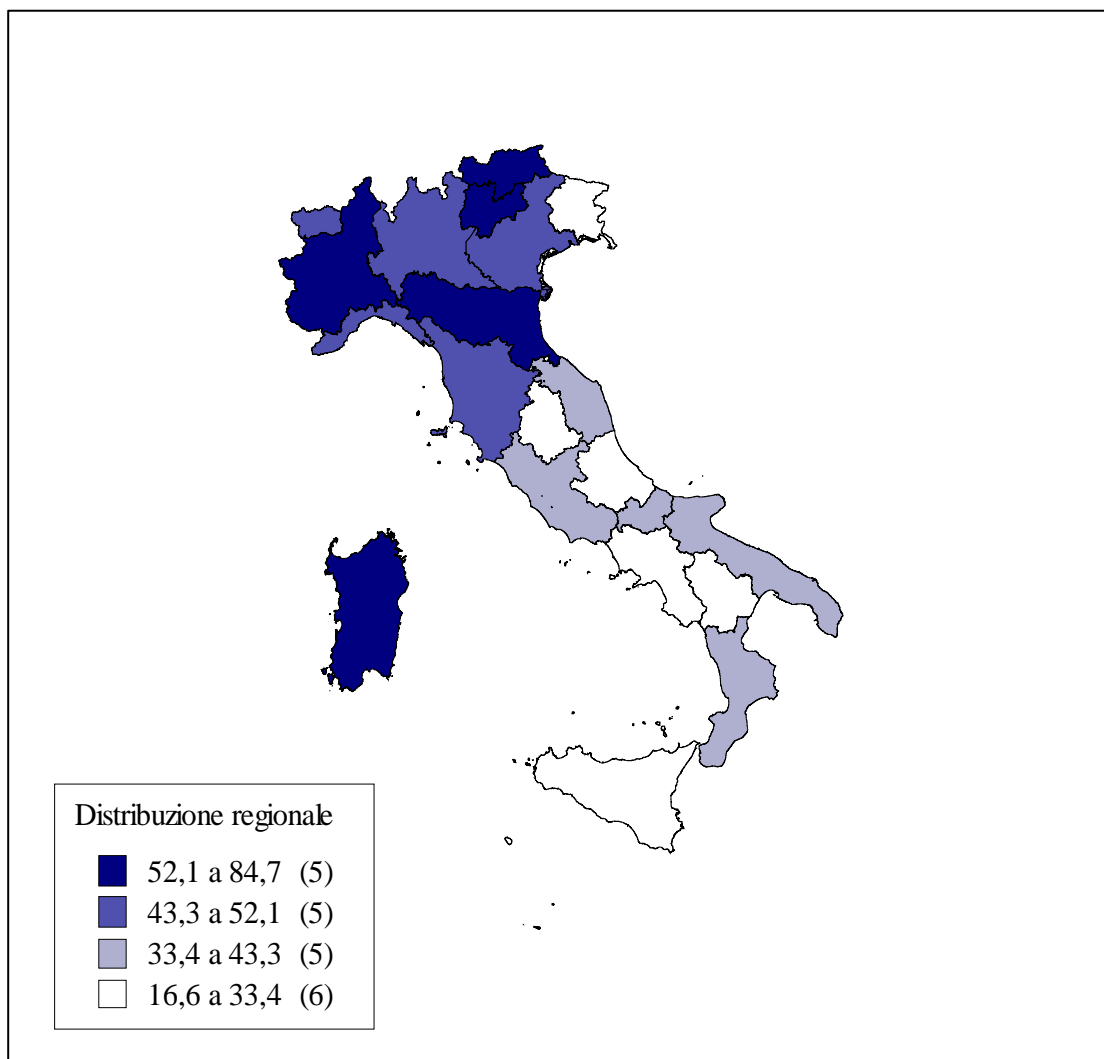 Distribuzione regionale
52,1 a 84,7 (5)
43,3 a 52,1 (5)
33,4 a 43,3 (5)
16,6 a 33,4 (6)